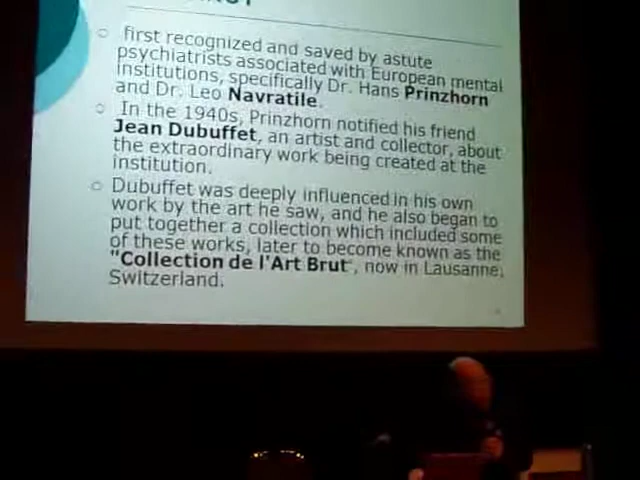 first recognized and saved by astute
psychiatrists associated with European mental
institutions, specifically Dr. Hans Prinzhorn
and Dr. Leo Navratile.
In the 1940s, Prinzhorn notified his friend
Jean Dubuffet, an artist and collector, about
the extraordinary work being created at the
institution.
Dubuffet was deeply influenced in his own
work by the art he saw, and he also began to
put together a collection which included some
of these works, later to become known as the
"Collection de l'Art Brut", now in Lausanne,
Switzerland.